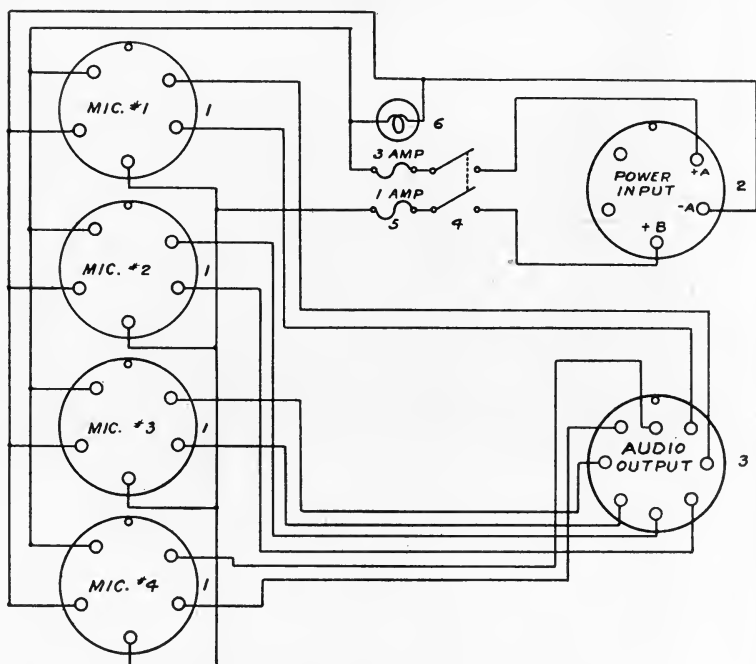 MIC. #1
1
6
3 AMP
1 AMP
5
4
POWER
INPUT
+A
-A
+B
2
MIC. #2
1
MIC. #3
1
AUDIO
OUTPUT
3
MIC. #4
1